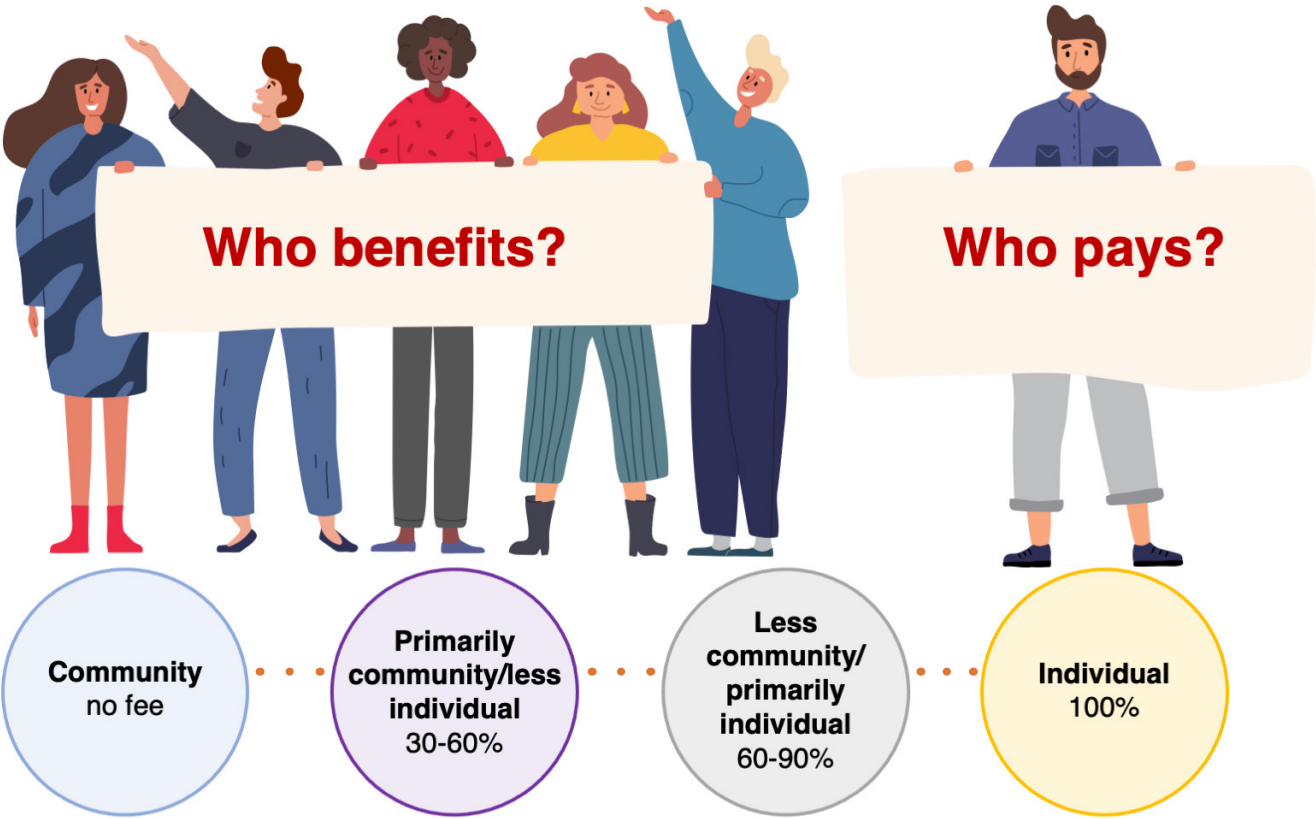 Who benefits?
Who pays?
Community
no fee
Primarily
community/less
individual
30-60%
Less
community/
primarily
individual
60-90%
Individual
100%